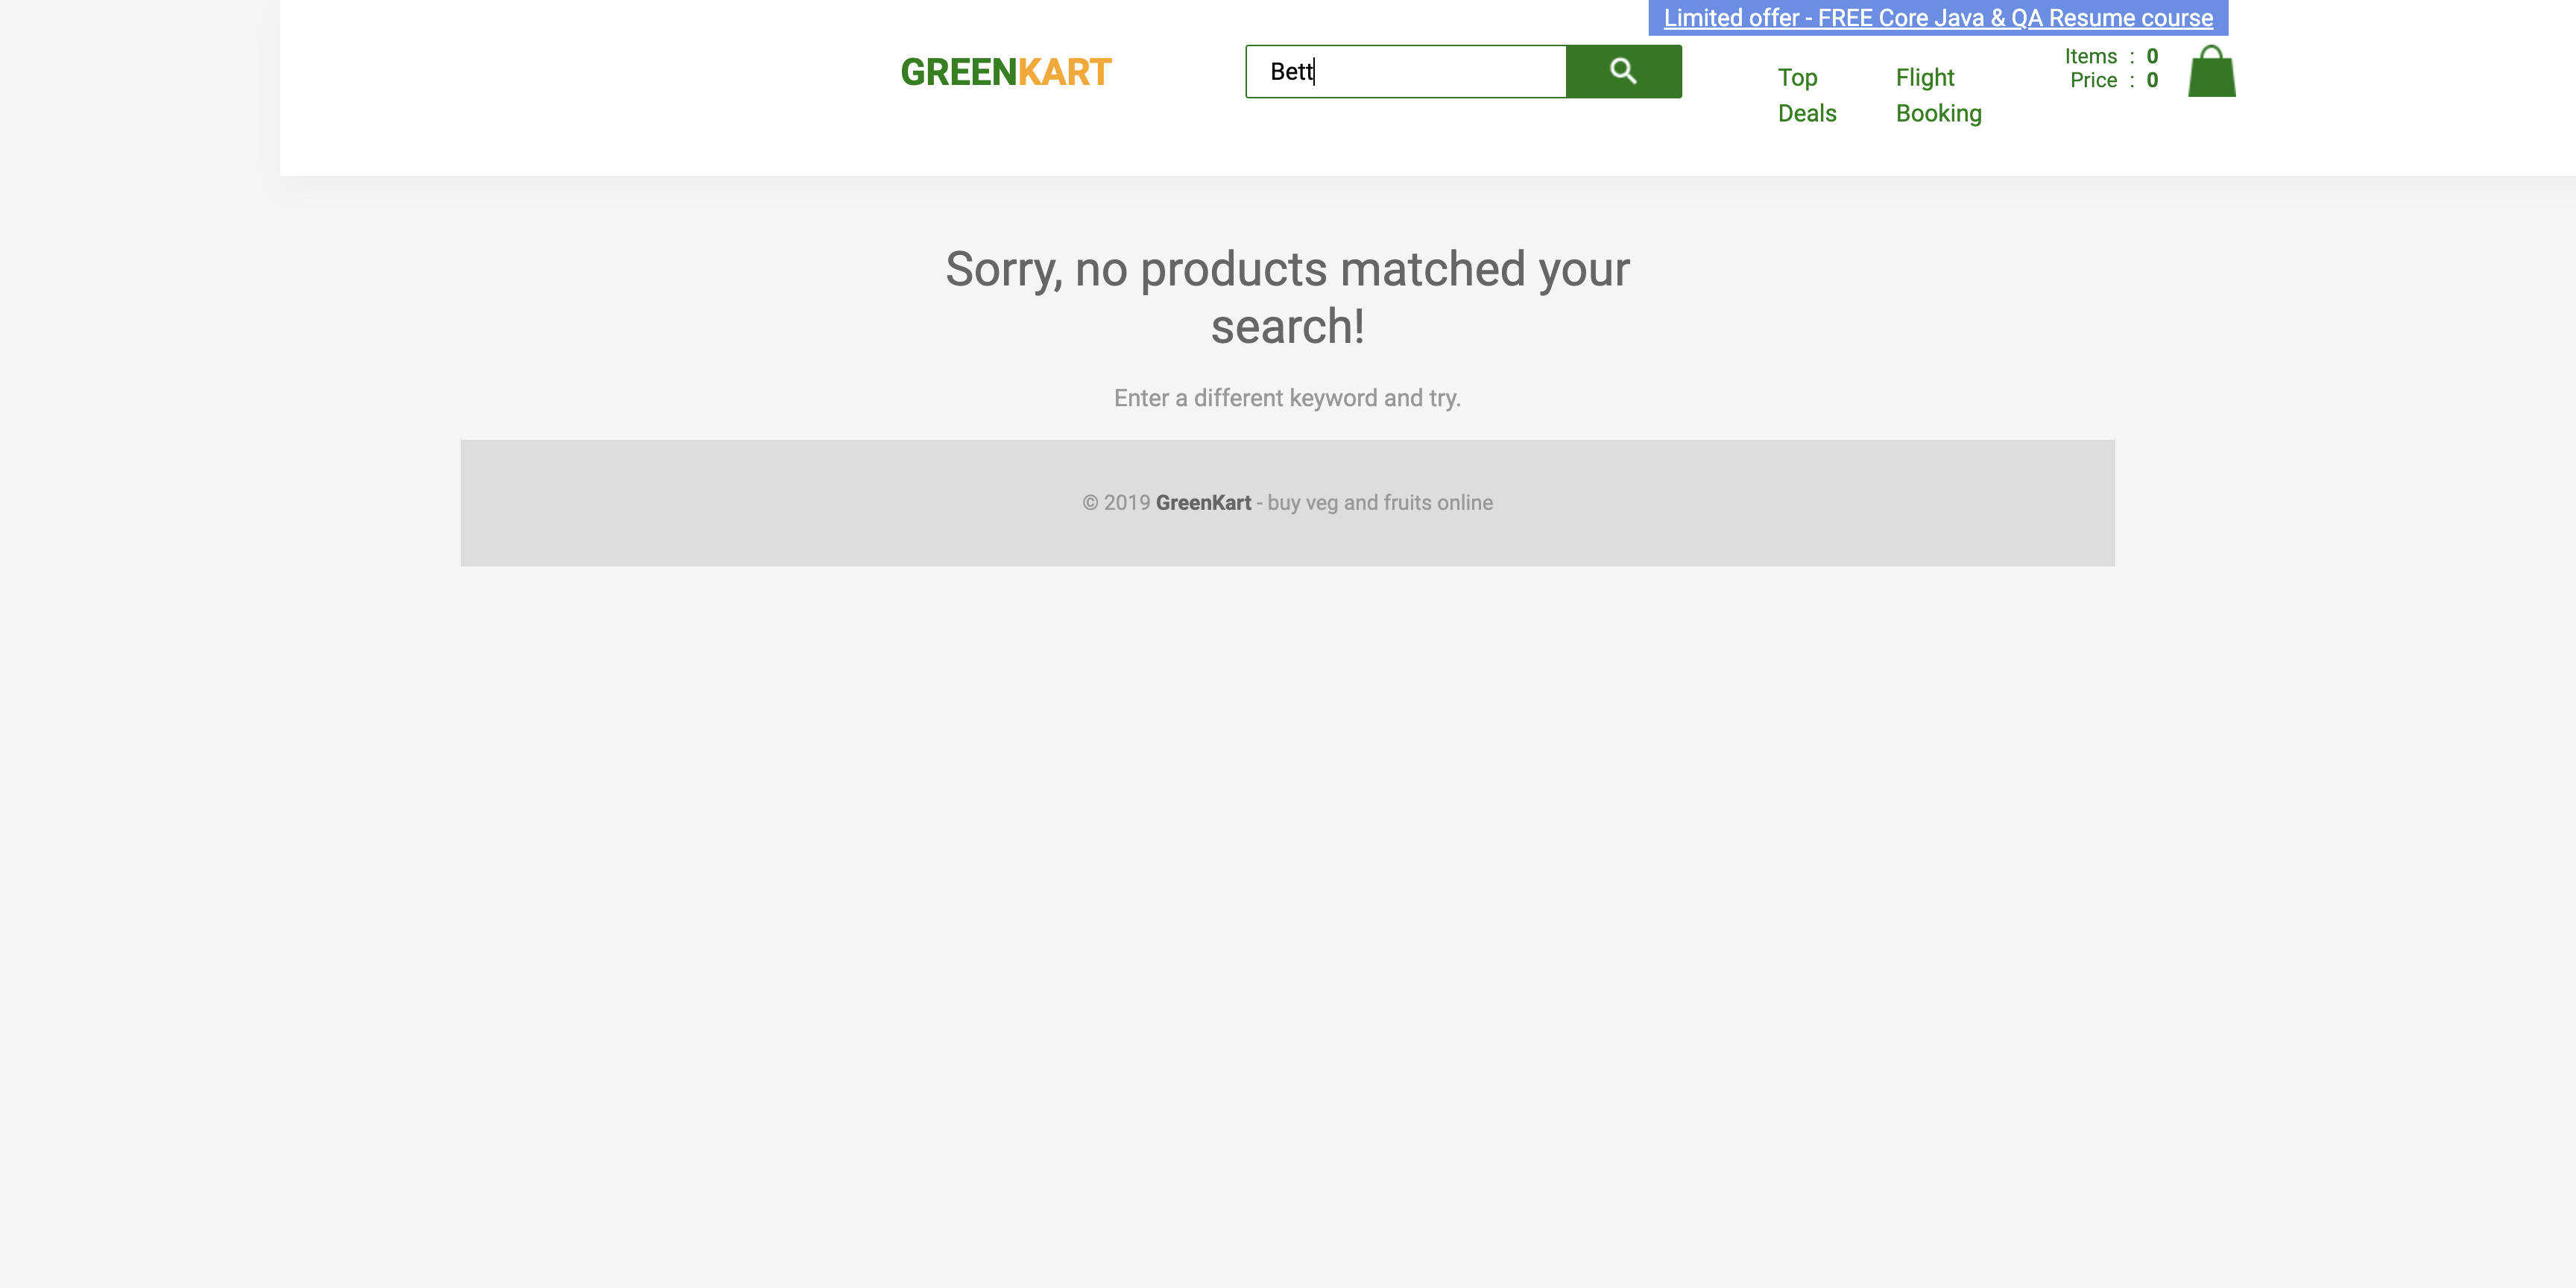 Limited offer - FREE Core Java & QA Resume course
GREENKART
Bett
Top Deals
Flight Booking
Items : 0
Price : 0
Sorry, no products matched your
search!
Enter a different keyword and try.
© 2019 GreenKart - buy veg and fruits online